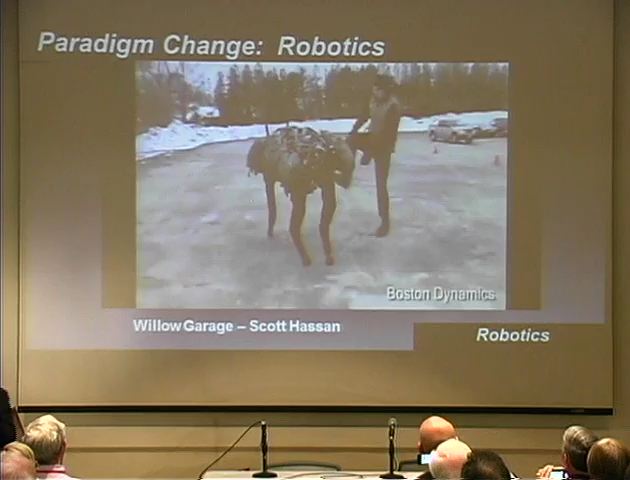 Paradigm Change: Robotics
Boston Dynamics
Willow Garage – Scott Hassan
Robotics